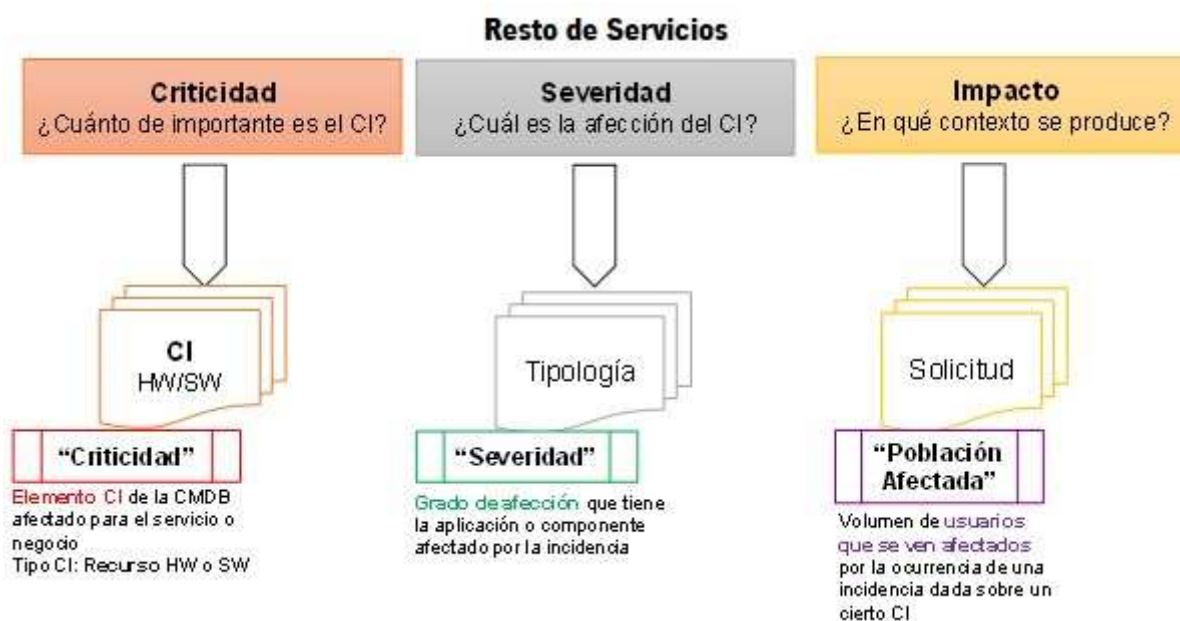 Resto de Servicios
Criticidad
¿Cuánto de importante es el CI?
Severidad
¿Cuál es la afección del CI?
Impacto
¿En qué contexto se produce?
CI
HW/SW
Tipología
Solicitud
“Criticidad”
Elemento CI de la CMDB
afectado para el servicio o
negocio
Tipo CI: Recurso HW o SW
“Severidad”
Grado de afección que tiene
la aplicación o componente
afectado por la incidencia
“Población
Afectada”
Volumen de usuarios
que se ven afectados
por la ocurrencia de una
incidencia dada sobre un
cierto CI